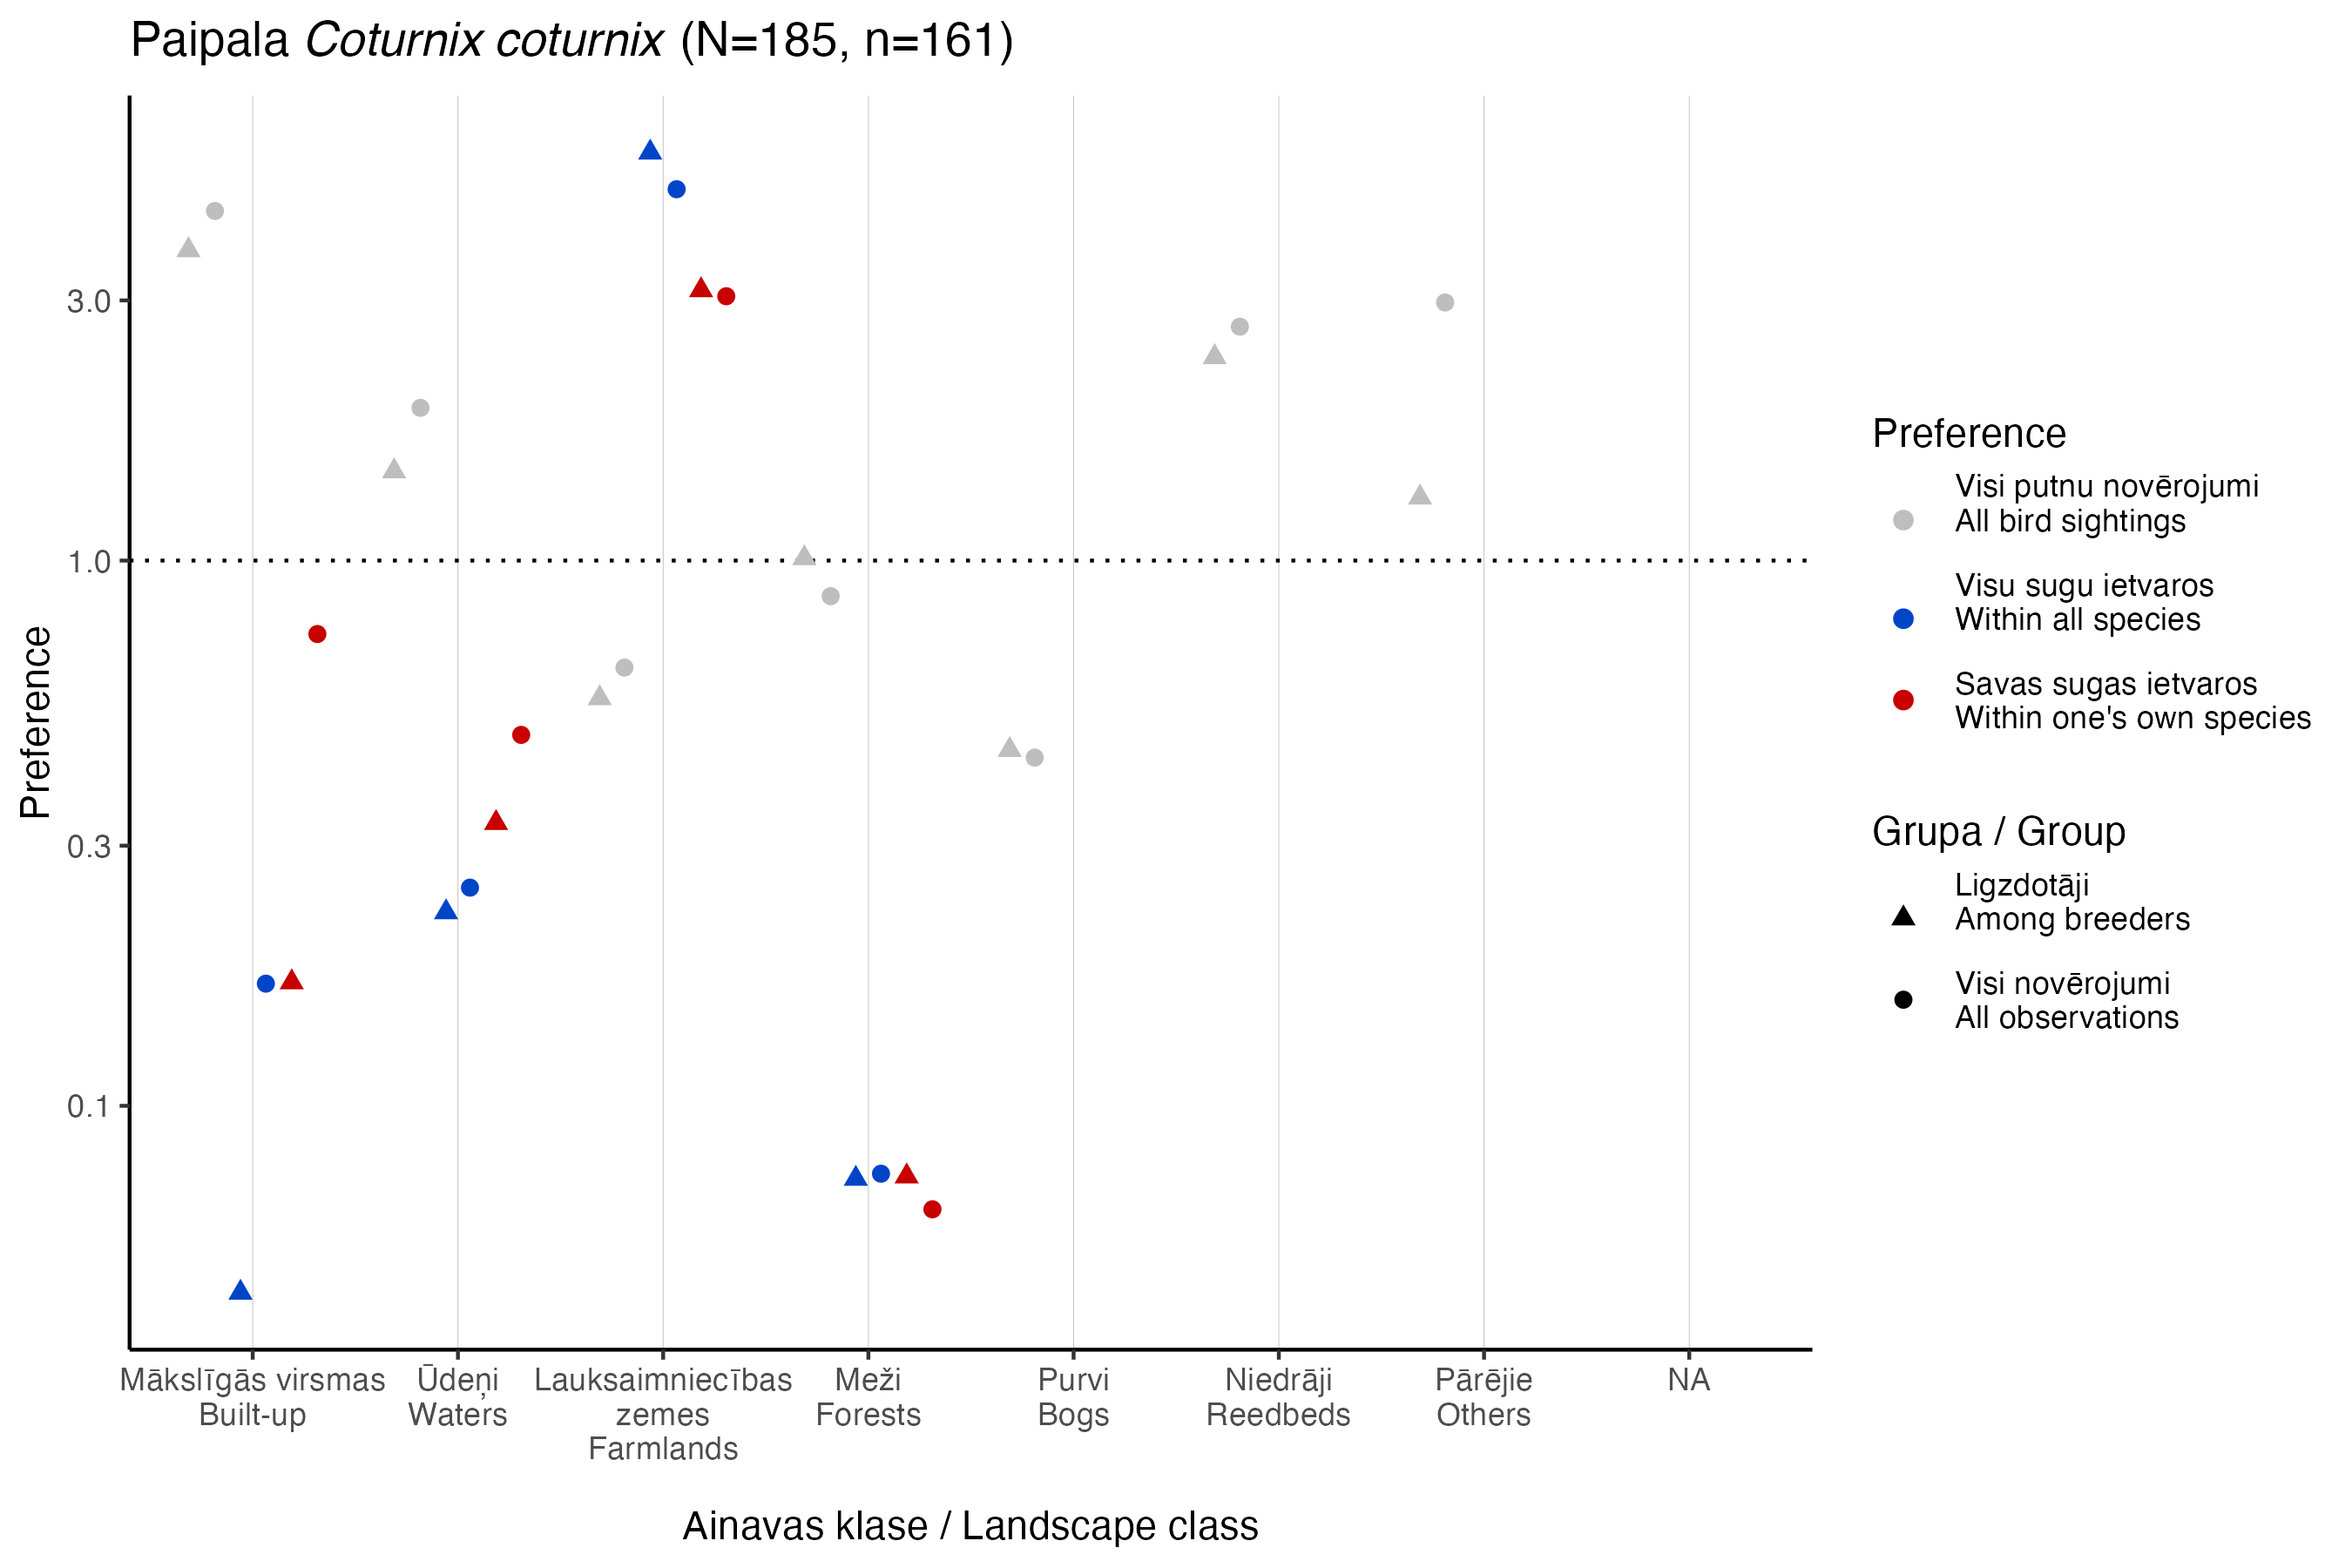 Paipala Coturnix coturnix (N=185, n=161)
Preference
3.0
1.0
0.3
0.1
Mākslīgās virsmas
Built-up
Ūdeņi
Waters
Lauksaimniecības
zemes
Farmlands
Meži
Forests
Purvi
Bogs
Niedrāji
Reedbeds
Pārējie
Others
NA
Ainavas klase / Landscape class
Preference
Visi putnu novērojumi
All bird sightings
Visu sugu ietvaros
Within all species
Savas sugas ietvaros
Within one's own species
Grupa / Group
Ligzdotāji
Among breeders
Visi novērojumi
All observations